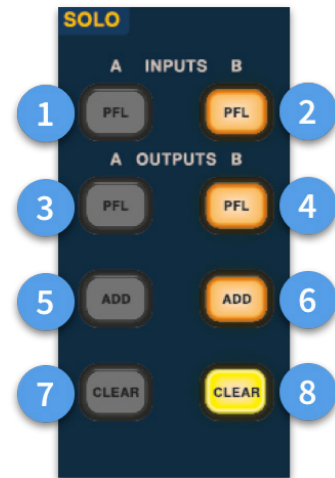 SOLO
A INPUTS B
1 PFL PFL 2
A OUTPUTS B
3 PFL PFL 4
5 ADD ADD 6
7 CLEAR CLEAR 8